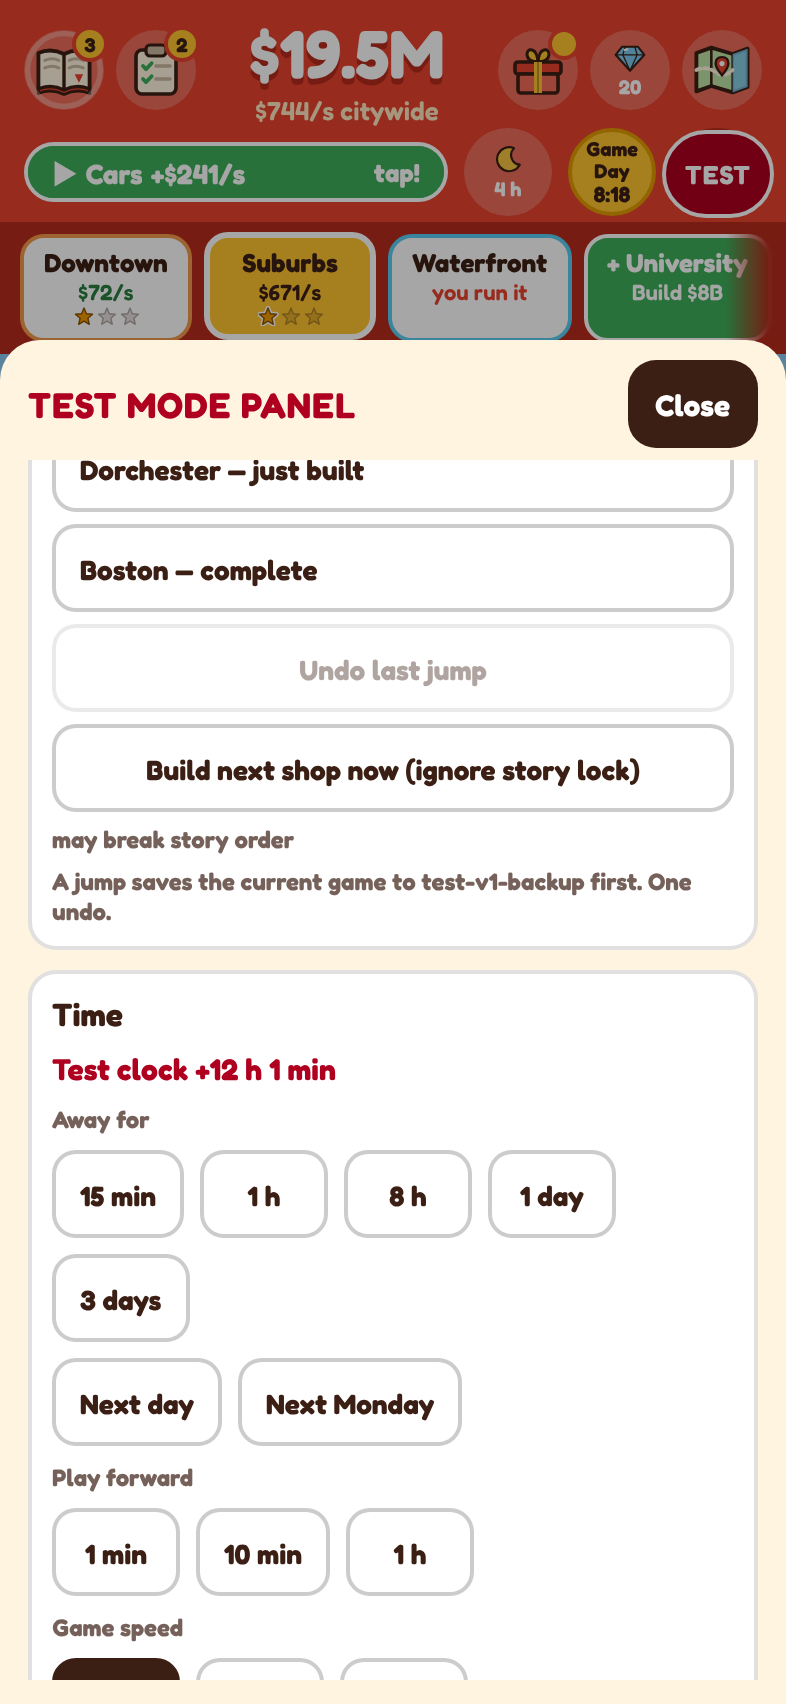 3
2
$19.5M
$744/s citywide
20
Cars +$241/s tap!
4 h
Game
Day
8:18
TEST
Downtown
$72/s
Suburbs
$671/s
Waterfront
you run it
+ University
Build $8B
TEST MODE PANEL
Close
Dorchester – just built
Boston – complete
Undo last jump
Build next shop now (ignore story lock)
may break story order
A jump saves the current game to test-v1-backup first. One
undo.
Time
Test clock +12 h 1 min
Away for
15 min
1 h
8 h
1 day
3 days
Next day
Next Monday
Play forward
1 min
10 min
1 h
Game speed